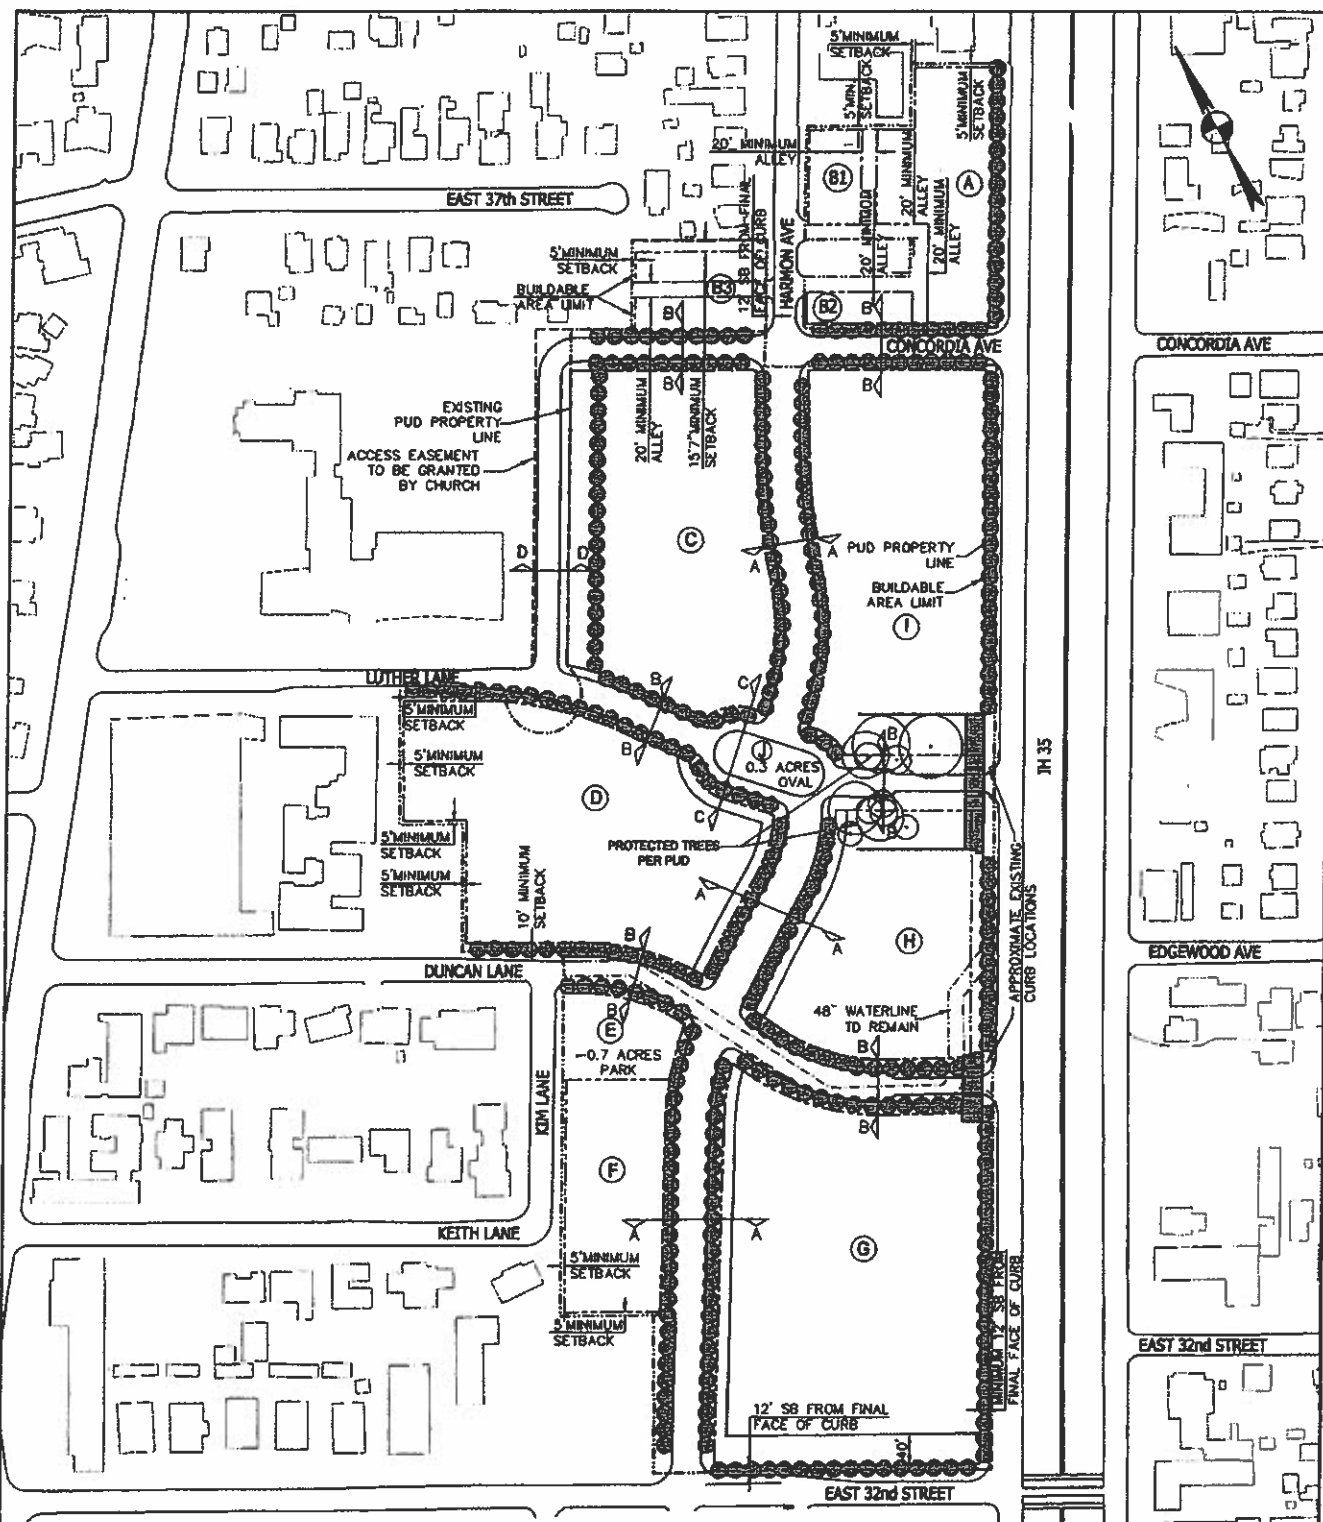 5'MINIMUM
SETBACK
5'MIN
SETBACK
5'MINIMUM
SETBACK
20' MINIMUM
ALLEY
B1
A
20' MINIMUM
ALLEY
20' MINIMUM
ALLEY
20' MINIMUM
ALLEY
EAST 37th STREET
12' SB FROM FINAL
FACE OF CURB
HARMON AVE
5'MINIMUM
SETBACK
BUILDABLE
AREA LIMIT
B3
B2
B
B
CONCORDIA AVE
CONCORDIA AVE
B
B
EXISTING
PUD PROPERTY
LINE
20' MINIMUM
ALLEY
15'7"MINIMUM
SETBACK
ACCESS EASEMENT
TO BE GRANTED
BY CHURCH
C
D
D
A
A
PUD PROPERTY
LINE
BUILDABLE
AREA LIMIT
I
LUTHER LANE
B
C
5'MINIMUM
SETBACK
B
J
0.3 ACRES
OVAL
B
IH 35
5'MINIMUM
SETBACK
D
C
B
5'MINIMUM
SETBACK
PROTECTED TREES
PER PUD
5'MINIMUM
SETBACK
A
A
10' MINIMUM
SETBACK
B
H
APPROXIMATE EXISTING
CURB LOCATIONS
EDGEWOOD AVE
DUNCAN LANE
B
E
~0.7 ACRES
PARK
48" WATERLINE
TO REMAIN
B
KIM LANE
B
F
A
A
KEITH LANE
G
5'MINIMUM
SETBACK
MINIMUM 12' SB FROM
FINAL FACE OF CURB
5'MINIMUM
SETBACK
EAST 32nd STREET
12' SB FROM FINAL
FACE OF CURB
40'
EAST 32nd STREET